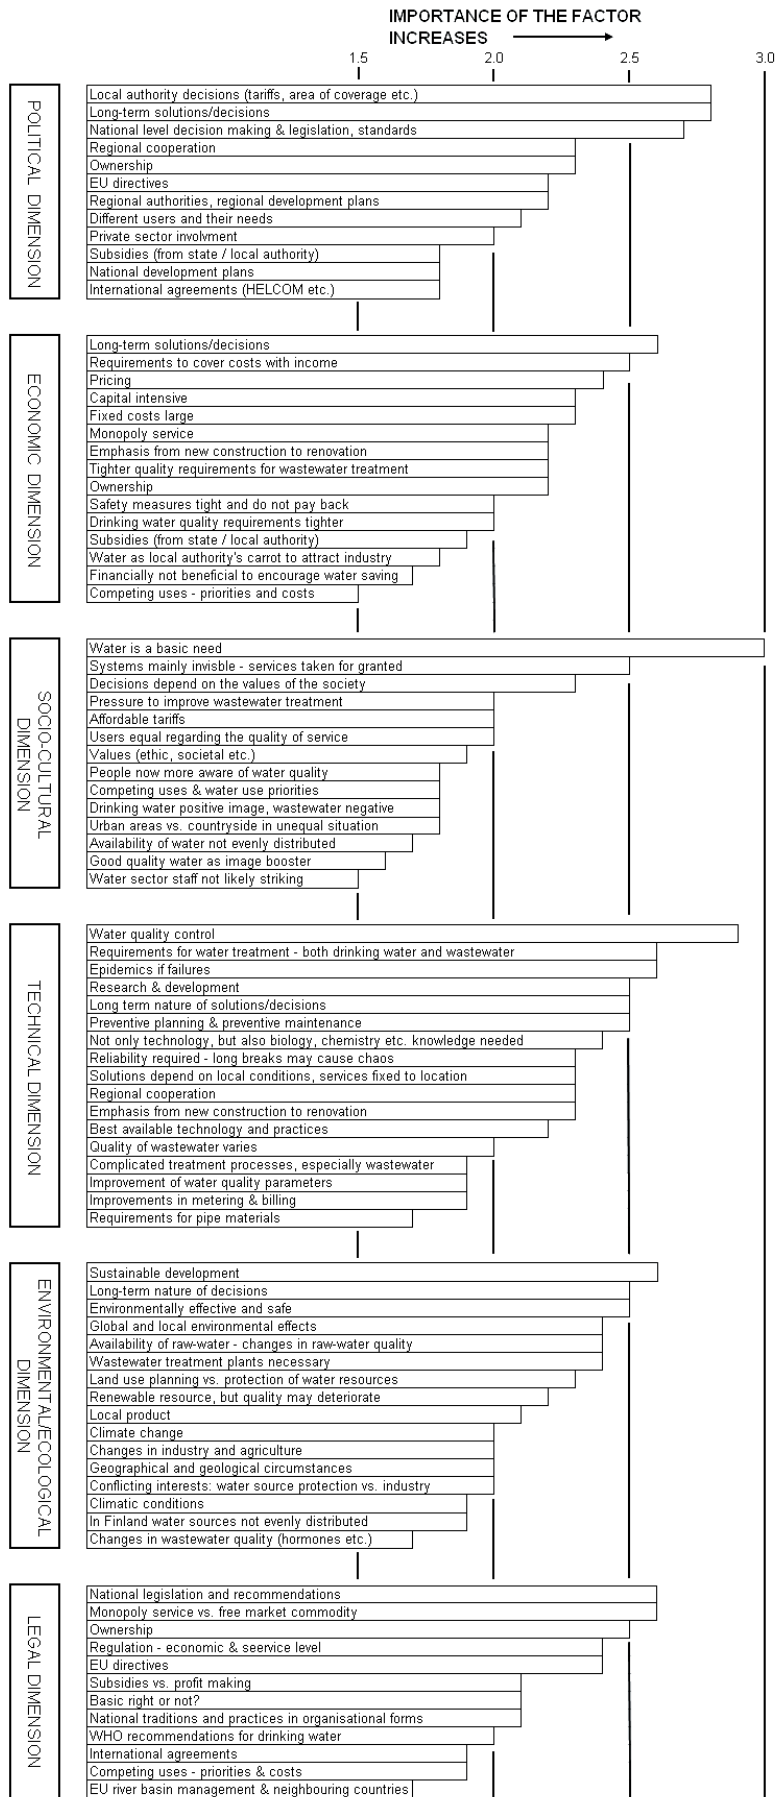 IMPORTANCE OF THE FACTOR
INCREASES
1.5 2.0 2.5 3.0
POLITICAL DIMENSION
Local authority decisions (tariffs, area of coverage etc.)
Long-term solutions/decisions
National level decision making & legislation, standards
Regional cooperation
Ownership
EU directives
Regional authorities, regional development plans
Different users and their needs
Private sector involvment
Subsidies (from state / local authority)
National development plans
International agreements (HELCOM etc.)
ECONOMIC DIMENSION
Long-term solutions/decisions
Requirements to cover costs with income
Pricing
Capital intensive
Fixed costs large
Monopoly service
Emphasis from new construction to renovation
Tighter quality requirements for wastewater treatment
Ownership
Safety measures tight and do not pay back
Drinking water quality requirements tighter
Subsidies (from state / local authority)
Water as local authority's carrot to attract industry
Financially not beneficial to encourage water saving
Competing uses - priorities and costs
SOCIO-CULTURAL
DIMENSION
Water is a basic need
Systems mainly invisble - services taken for granted
Decisions depend on the values of the society
Pressure to improve wastewater treatment
Affordable tariffs
Users equal regarding the quality of service
Values (ethic, societal etc.)
People now more aware of water quality
Competing uses & water use priorities
Drinking water positive image, wastewater negative
Urban areas vs. countryside in unequal situation
Availability of water not evenly distributed
Good quality water as image booster
Water sector staff not likely striking
TECHNICAL DIMENSION
Water quality control
Requirements for water treatment - both drinking water and wastewater
Epidemics if failures
Research & development
Long term nature of solutions/decisions
Preventive planning & preventive maintenance
Not only technology, but also biology, chemistry etc. knowledge needed
Reliability required - long breaks may cause chaos
Solutions depend on local conditions, services fixed to location
Regional cooperation
Emphasis from new construction to renovation
Best available technology and practices
Quality of wastewater varies
Complicated treatment processes, especially wastewater
Improvement of water quality parameters
Improvements in metering & billing
Requirements for pipe materials
ENVIRONMENTAL/ECOLOGICAL
DIMENSION
Sustainable development
Long-term nature of decisions
Environmentally effective and safe
Global and local environmental effects
Availability of raw-water - changes in raw-water quality
Wastewater treatment plants necessary
Land use planning vs. protection of water resources
Renewable resource, but quality may deteriorate
Local product
Climate change
Changes in industry and agriculture
Geographical and geological circumstances
Conflicting interests: water source protection vs. industry
Climatic conditions
In Finland water sources not evenly distributed
Changes in wastewater quality (hormones etc.)
LEGAL DIMENSION
National legislation and recommendations
Monopoly service vs. free market commodity
Ownership
Regulation - economic & seervice level
EU directives
Subsidies vs. profit making
Basic right or not?
National traditions and practices in organisational forms
WHO recommendations for drinking water
International agreements
Competing uses - priorities & costs
EU river basin management & neighbouring countries